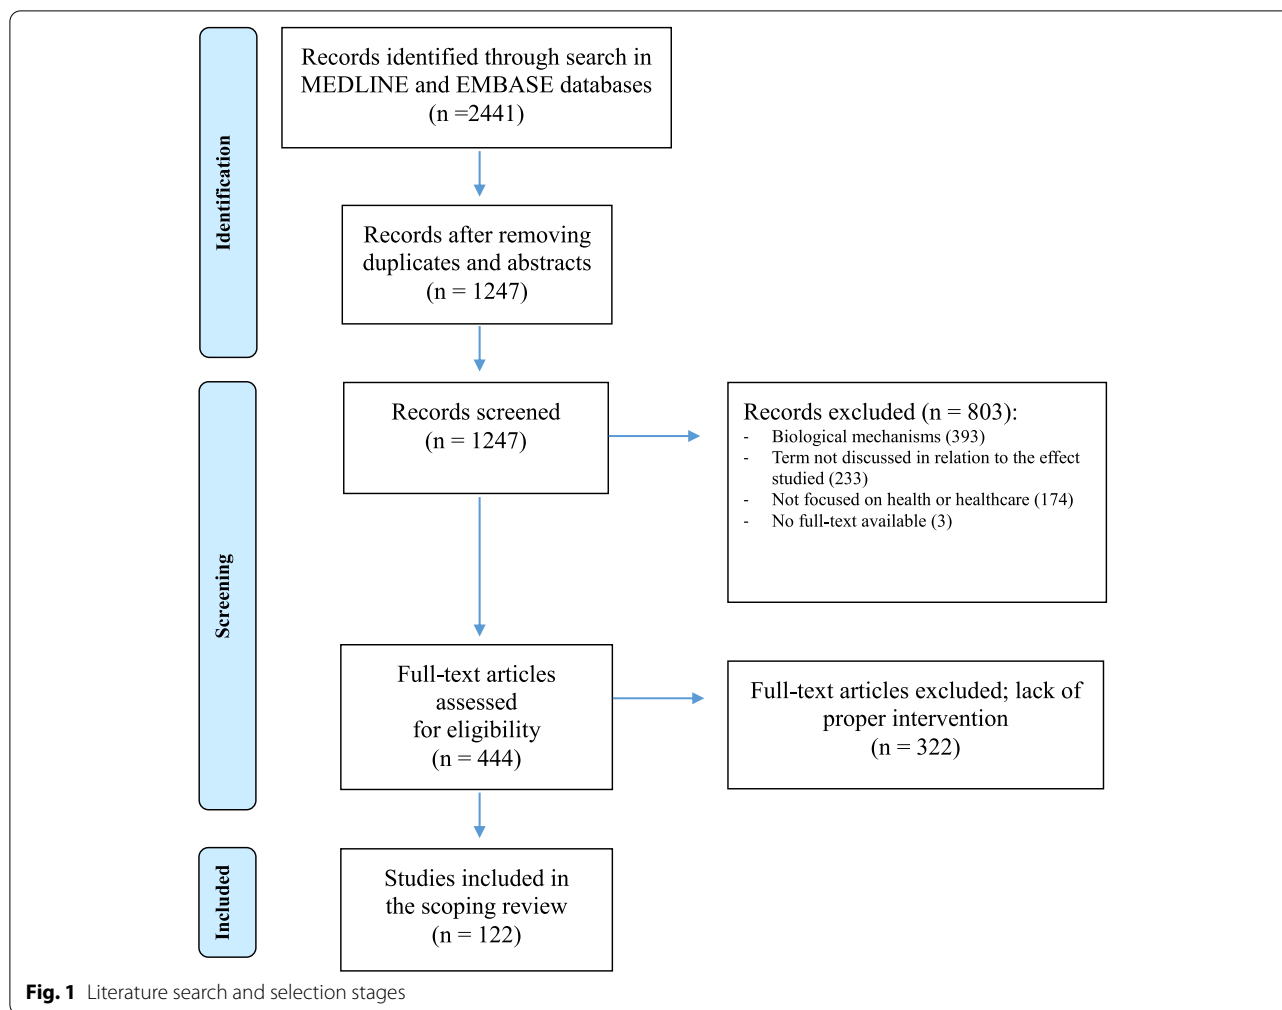 Identification
Records identified through search in
MEDLINE and EMBASE databases
(n =2441)
Records after removing
duplicates and abstracts
(n = 1247)
Screening
Records screened
(n = 1247)
Records excluded (n = 803):
- Biological mechanisms (393)
- Term not discussed in relation to the effect
studied (233)
- Not focused on health or healthcare (174)
- No full-text available (3)
Full-text articles
assessed
for eligibility
(n = 444)
Full-text articles excluded; lack of
proper intervention
(n = 322)
Included
Studies included in
the scoping review
(n = 122)
Fig. 1 Literature search and selection stages